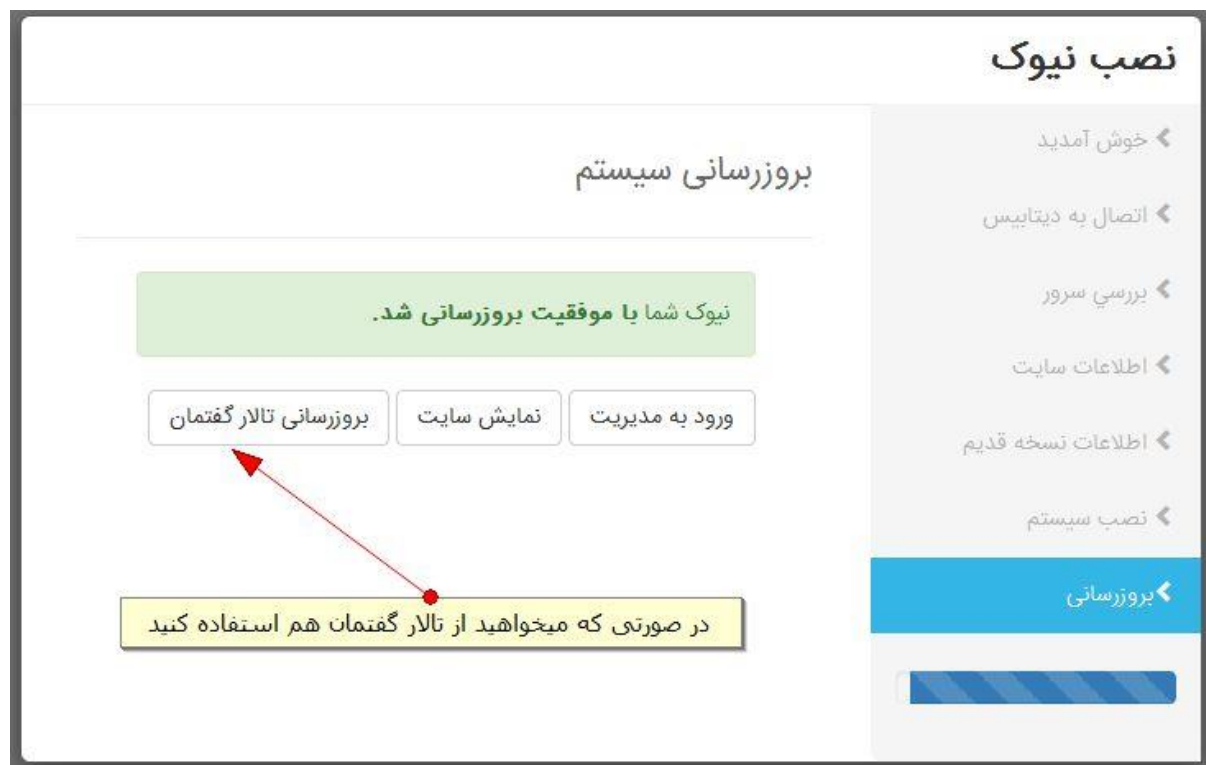 نصب نیوک
خوش آمدید
اتصال به دیتابیس
بررسي سرور
اطلاعات سایت
اطلاعات نسخه قدیم
نصب سیستم
بروزرسانی
بروزرسانی سیستم
نیوک شما با موفقیت بروزرسانی شد.
ورود به مدیریت نمایش سایت بروزرسانی تالار گفتمان
در صورتی که میخواهید از تالار گفتمان هم استفاده کنید